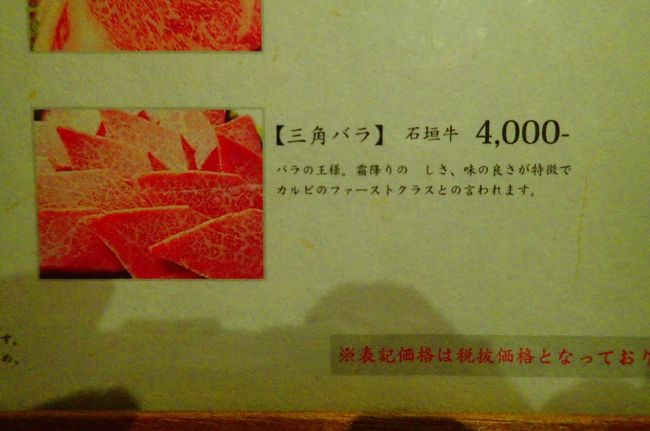 【三角バラ】 石垣牛 4,000-
バラの王様。霜降りの しさ、味の良さが特徴で
カルビのファーストクラスとの言われます。
す。
め。
※表記価格は税抜価格となっており